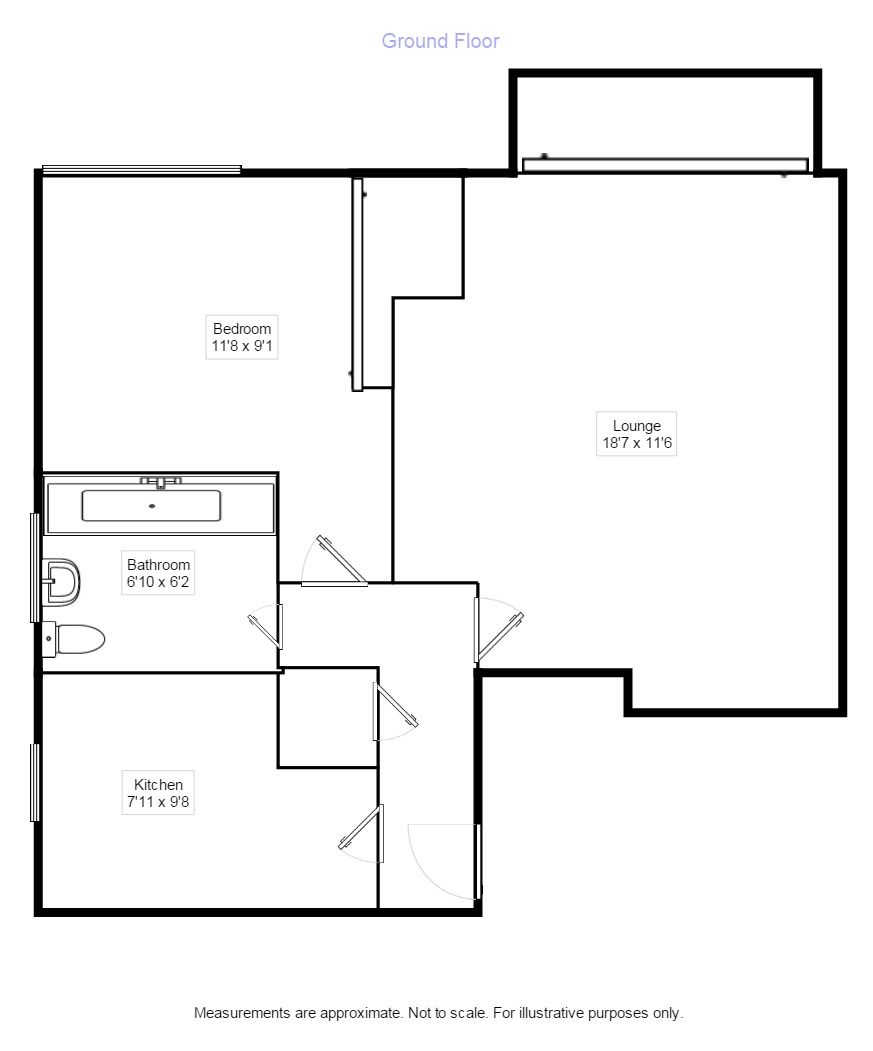 Ground Floor
Bedroom
11'8 x 9'1
Lounge
18'7 x 11'6
Bathroom
6'10 x 6'2
Kitchen
7'11 x 9'8
Measurements are approximate. Not to scale. For illustrative purposes only.